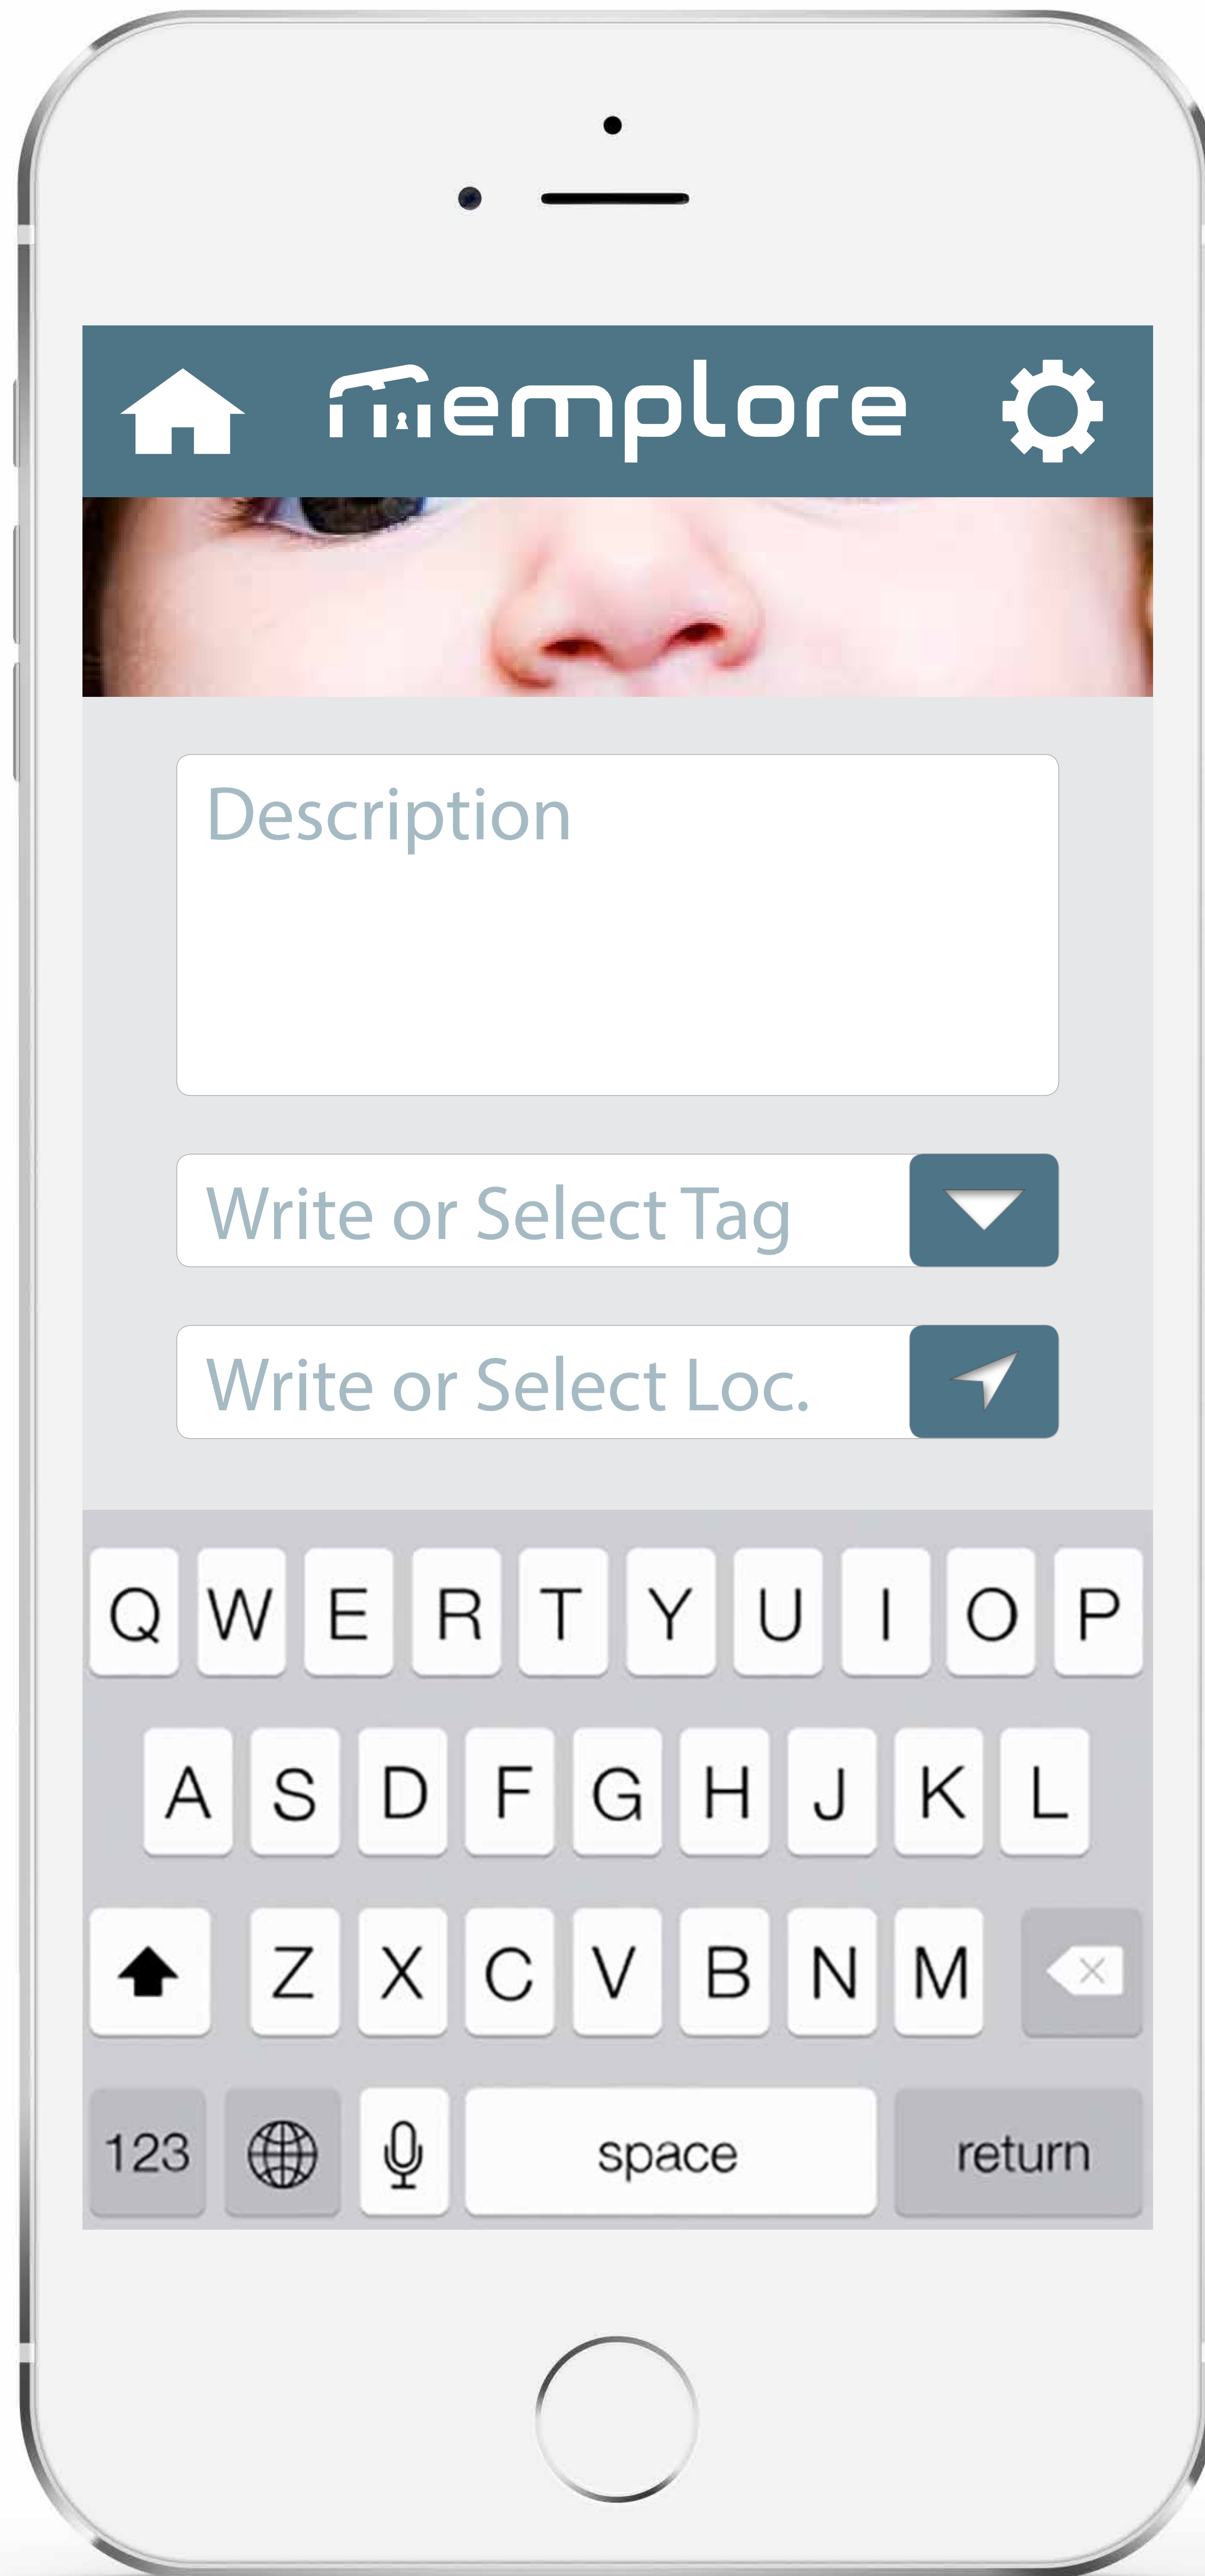 memplore
Description
Write or Select Tag
Write or Select Loc.
Q W E R T Y U I O P
A S D F G H J K L
Z X C V B N M
123 space return